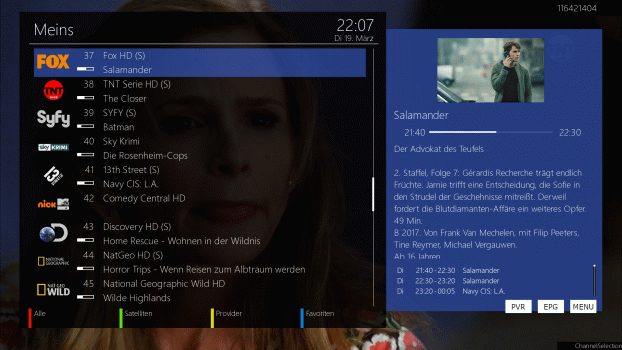 116421404
Meins
22:07
Di 19. März
FOX 37 Fox HD (S)
Salamander
TNT 38 TNT Serie HD (S)
The Closer
Syfy 39 SYFY (S)
Batman
sky KRIMI 40 Sky Krimi
Die Rosenheim-Cops
13 41 13th Street (S)
Navy CIS: L.A.
nick 42 Comedy Central HD
43 Discovery HD (S)
Home Rescue - Wohnen in der Wildnis
NATIONAL GEOGRAPHIC 44 NatGeo HD (S)
Horror Trips - Wenn Reisen zum Albtraum werden
NAT GEO WILD 45 National Geographic Wild HD
Wilde Highlands
Alle Satelliten Provider Favoriten
Salamander
21:40 22:30
Der Advokat des Teufels
2. Staffel, Folge 7: Gérardis Recherche trägt endlich
Früchte. Jamie trifft eine Entscheidung, die Sofie in
den Strudel der Geschehnisse mitreißt. Derweil
fordert die Blutdiamanten-Affäre ein weiteres Opfer.
49 Min.
B 2017. Von Frank Van Mechelen, mit Filip Peeters,
Tine Reymer, Michael Vergauwen.
Ab 16 Jahren
Di 21:40-22:30 Salamander
Di 22:30-23:20 Salamander
Di 23:20-00:05 Navy CIS: L.A.
PVR EPG MENU
ChannelSelection